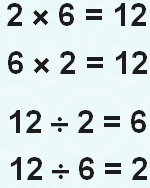 2 × 6 = 12
6 × 2 = 12
12 ÷ 2 = 6
12 ÷ 6 = 2